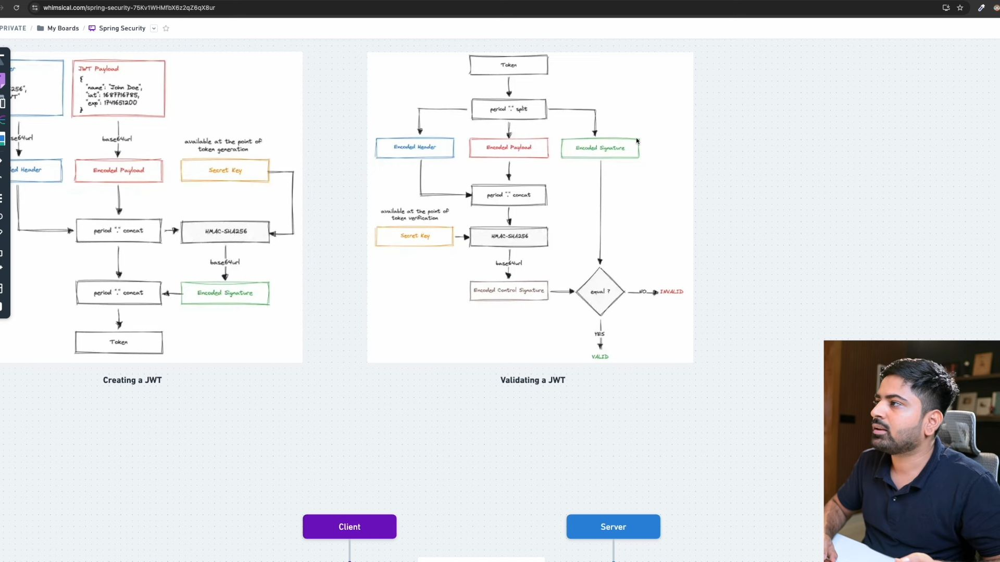 whimsical.com/spring-security-75Kv1WHMfbX6z2qZ6qX8ur
PRIVATE / My Boards / Spring Security
JWT Payload
{
"name": "John Doe",
"iat": 1687716785,
"exp": 1741651200
}
256",
base64url
available at the point of
token generation
Header
Encoded Payload
Secret Key
period "." concat
HMAC-SHA256
base64url
period "." concat
Encoded Signature
Token
Creating a JWT
Token
period "." split
Encoded Header
Encoded Payload
Encoded Signature
period "." concat
available at the point of
token verification
Secret Key
HMAC-SHA256
base64url
Encoded Control Signature
equal ?
NO
INVALID
YES
VALID
Validating a JWT
Client
Server